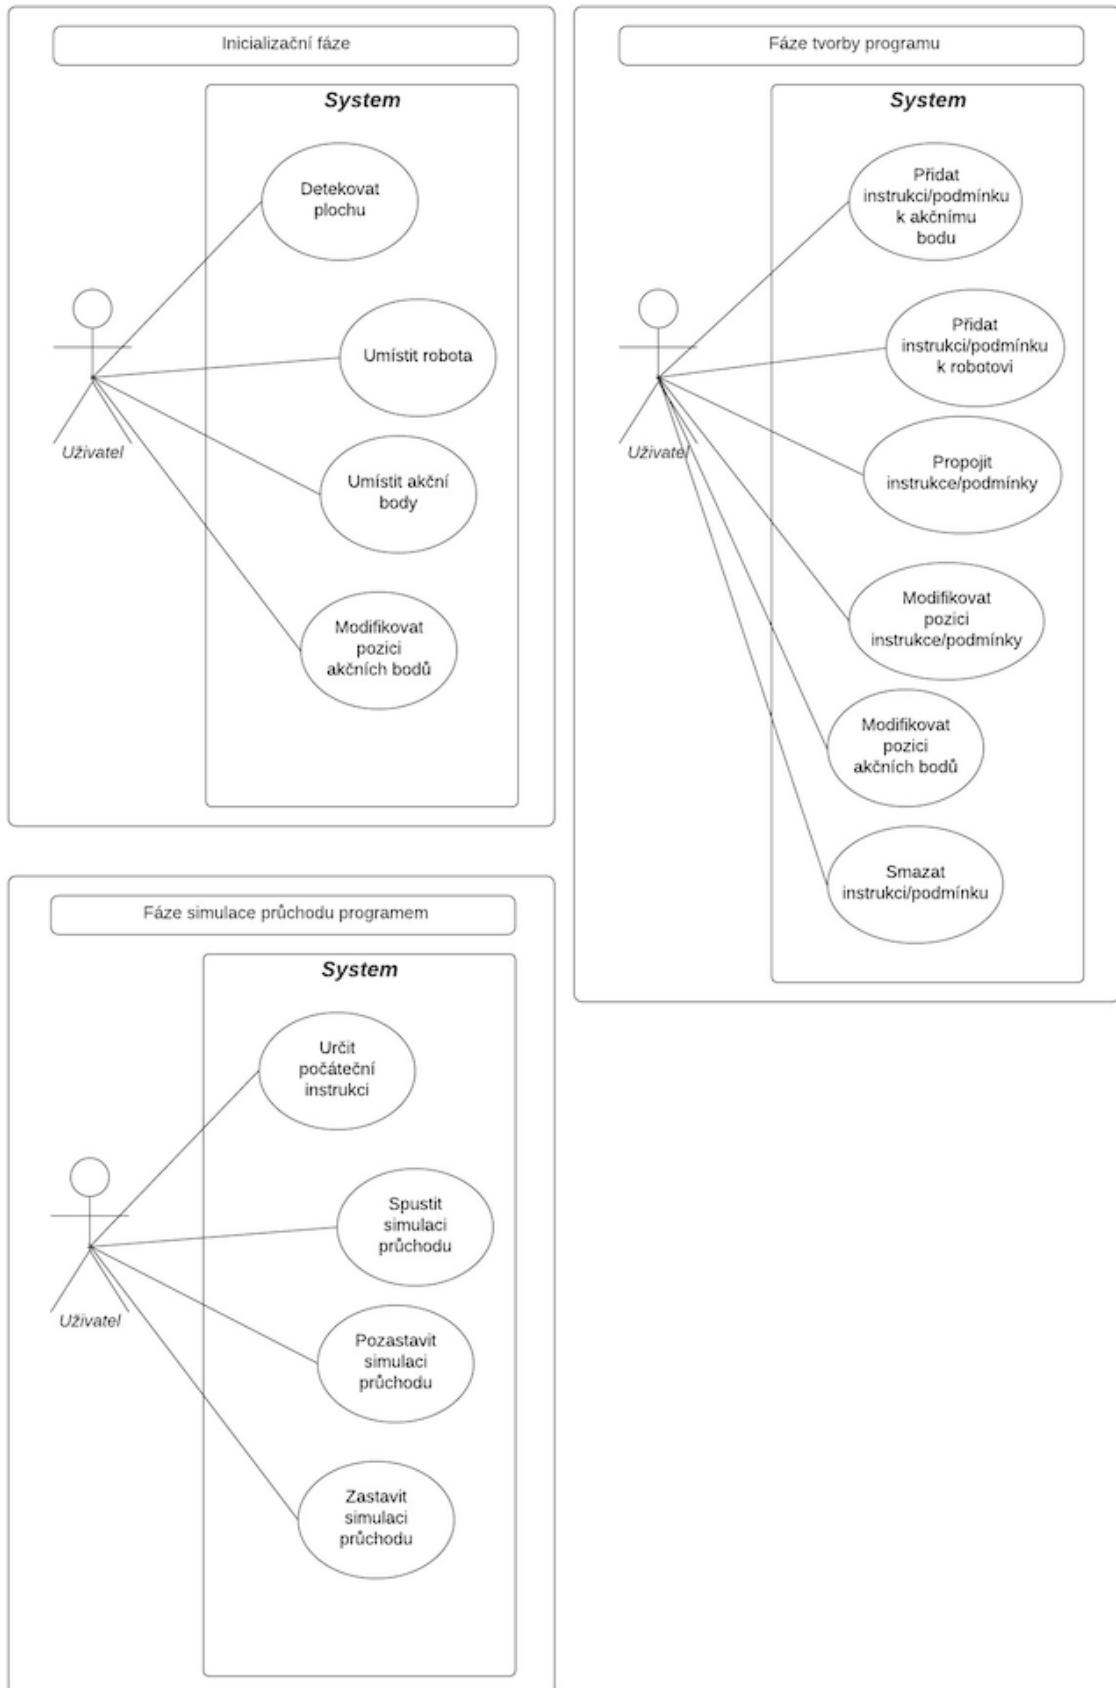 Inicializační fáze
System
Detekovat
plochu
Umístit robota
Uživatel
Umístit akční
body
Modifikovat
pozici
akčních bodů
Fáze tvorby programu
System
Přidat
instrukci/podmínku
k akčnímu
bodu
Přidat
instrukci/podmínku
k robotovi
Uživatel
Propojit
instrukce/podmínky
Modifikovat
pozici
instrukce/podmínky
Modifikovat
pozici
akčních bodů
Smazat
instrukci/podmínku
Fáze simulace průchodu programem
System
Určit
počáteční
instrukci
Spustit
simulaci
průchodu
Uživatel
Pozastavit
simulaci
průchodu
Zastavit
simulaci
průchodu